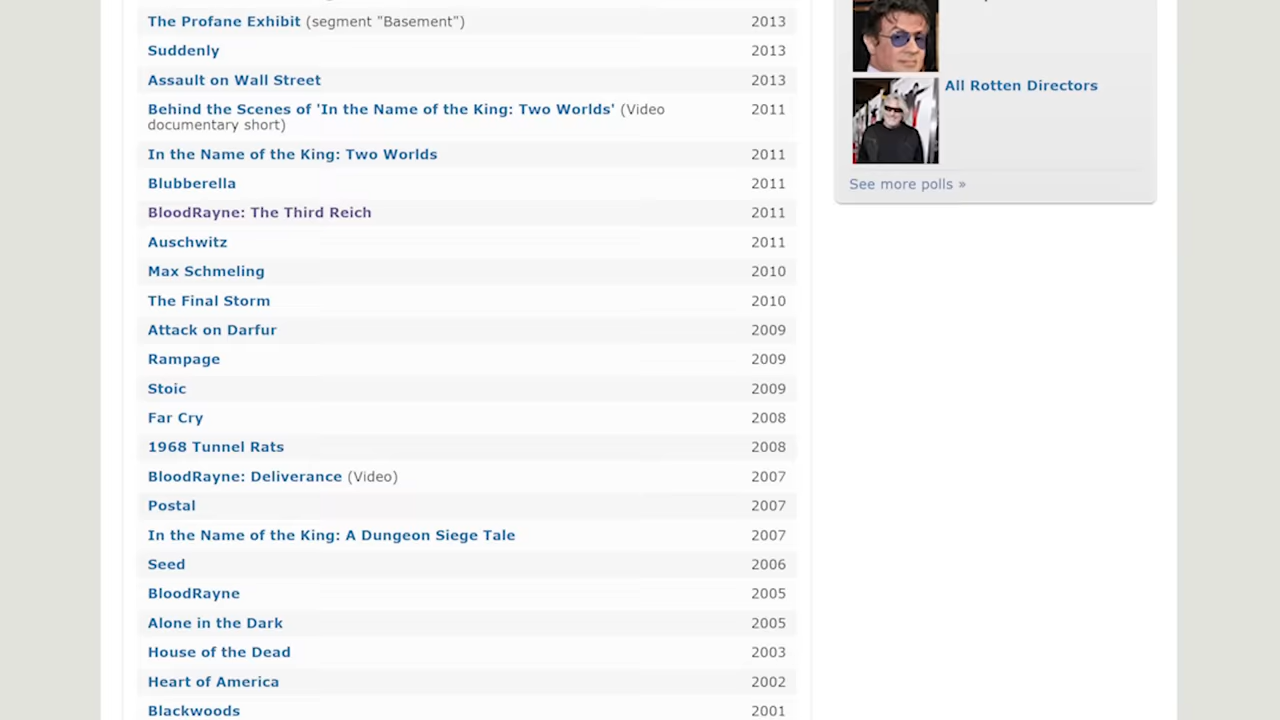 The Profane Exhibit (segment "Basement") 2013
Suddenly 2013
Assault on Wall Street 2013
Behind the Scenes of 'In the Name of the King: Two Worlds' (Video 2011
documentary short)
In the Name of the King: Two Worlds 2011
Blubberella 2011
BloodRayne: The Third Reich 2011
Auschwitz 2011
Max Schmeling 2010
The Final Storm 2010
Attack on Darfur 2009
Rampage 2009
Stoic 2009
Far Cry 2008
1968 Tunnel Rats 2008
BloodRayne: Deliverance (Video) 2007
Postal 2007
In the Name of the King: A Dungeon Siege Tale 2007
Seed 2006
BloodRayne 2005
Alone in the Dark 2005
House of the Dead 2003
Heart of America 2002
Blackwoods 2001
All Rotten Directors
See more polls »